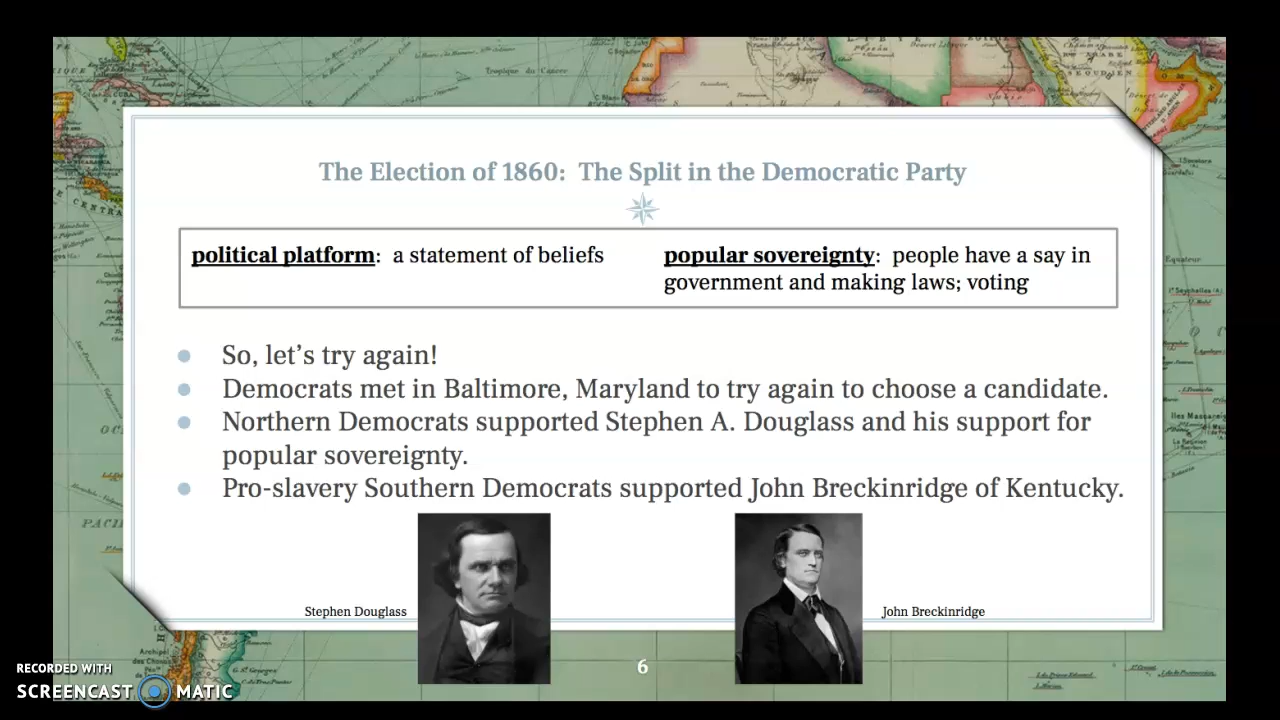 Tropique du Cancer
The Election of 1860:  The Split in the Democratic Party
political platform:  a statement of beliefs
popular sovereignty:  people have a say in
government and making laws; voting
So, let’s try again!
Democrats met in Baltimore, Maryland to try again to choose a candidate.
Northern Democrats supported Stephen A. Douglass and his support for
popular sovereignty.
Pro-slavery Southern Democrats supported John Breckinridge of Kentucky.
Stephen Douglass
John Breckinridge
6
RECORDED WITH
SCREENCAST MATIC